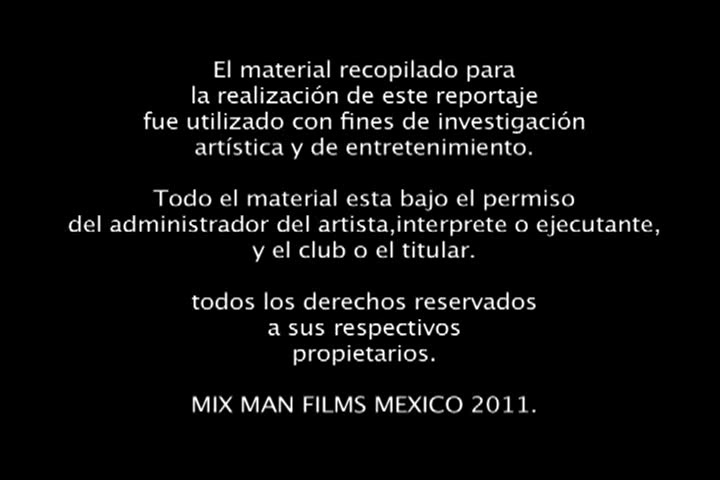 El material recopilado para
la realización de este reportaje
fue utilizado con fines de investigación
artística y de entretenimiento.
Todo el material esta bajo el permiso
del administrador del artista,interprete o ejecutante,
y el club o el titular.
todos los derechos reservados
a sus respectivos
propietarios.
MIX MAN FILMS MEXICO 2011.